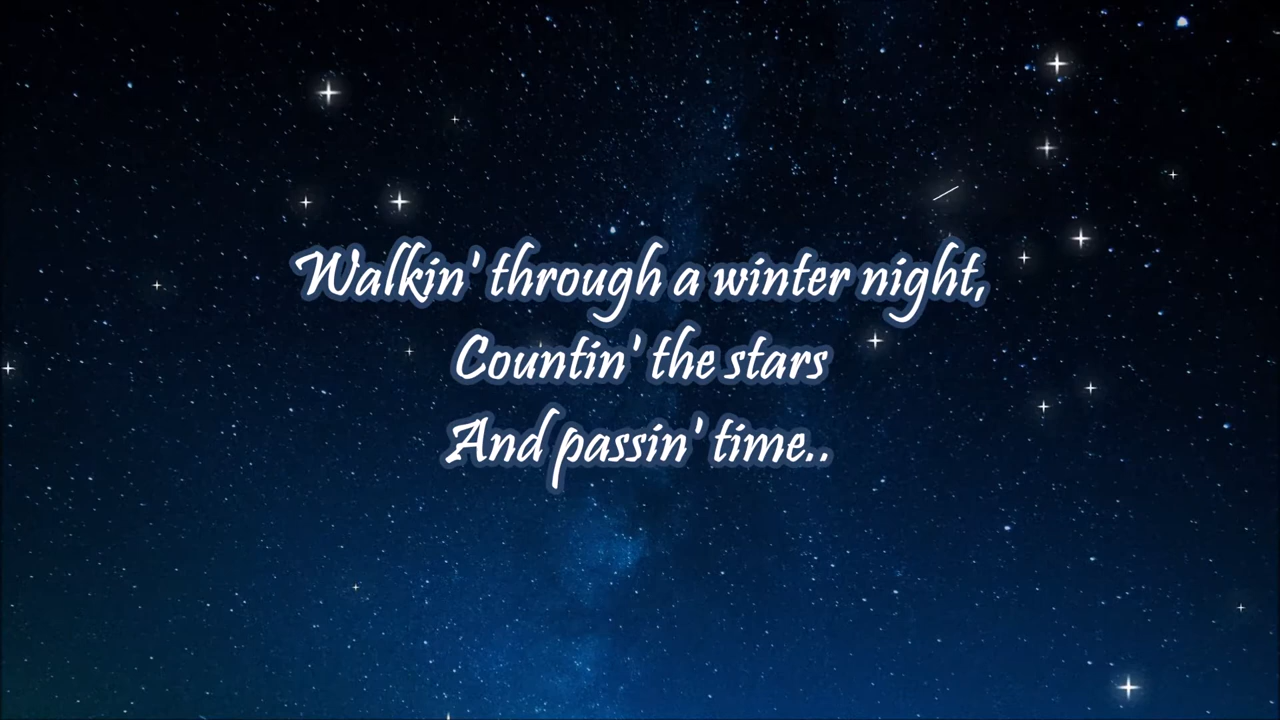 Walkin' through a winter night,
Countin' the stars
And passin' time..